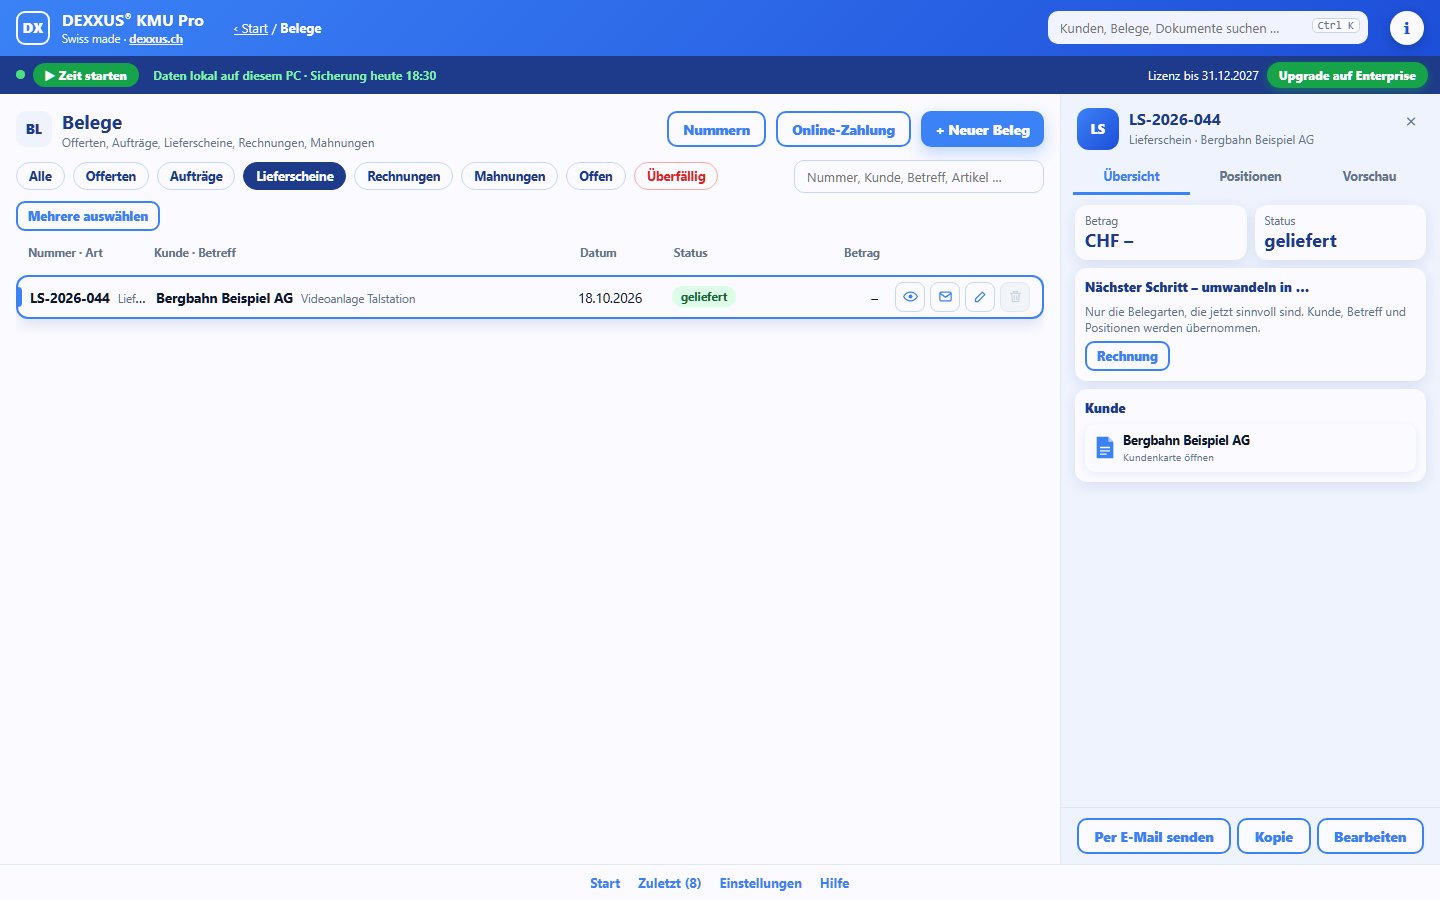 DX
DEXXUS® KMU Pro
Swiss made · dexxus.ch
‹ Start / Belege
Kunden, Belege, Dokumente suchen ...
Ctrl K
i
▶ Zeit starten
Daten lokal auf diesem PC · Sicherung heute 18:30
Lizenz bis 31.12.2027
Upgrade auf Enterprise
BL
Belege
Offerten, Aufträge, Lieferscheine, Rechnungen, Mahnungen
Nummern
Online-Zahlung
+ Neuer Beleg
Alle
Offerten
Aufträge
Lieferscheine
Rechnungen
Mahnungen
Offen
Überfällig
Nummer, Kunde, Betreff, Artikel ...
Mehrere auswählen
Nummer · Art
Kunde · Betreff
Datum
Status
Betrag
LS-2026-044 Lief...
Bergbahn Beispiel AG Videoanlage Talstation
18.10.2026
geliefert
–
LS
LS-2026-044
Lieferschein · Bergbahn Beispiel AG
×
Übersicht
Positionen
Vorschau
Betrag
CHF –
Status
geliefert
Nächster Schritt – umwandeln in ...
Nur die Belegarten, die jetzt sinnvoll sind. Kunde, Betreff und
Positionen werden übernommen.
Rechnung
Kunde
Bergbahn Beispiel AG
Kundenkarte öffnen
Per E-Mail senden
Kopie
Bearbeiten
Start
Zuletzt (8)
Einstellungen
Hilfe